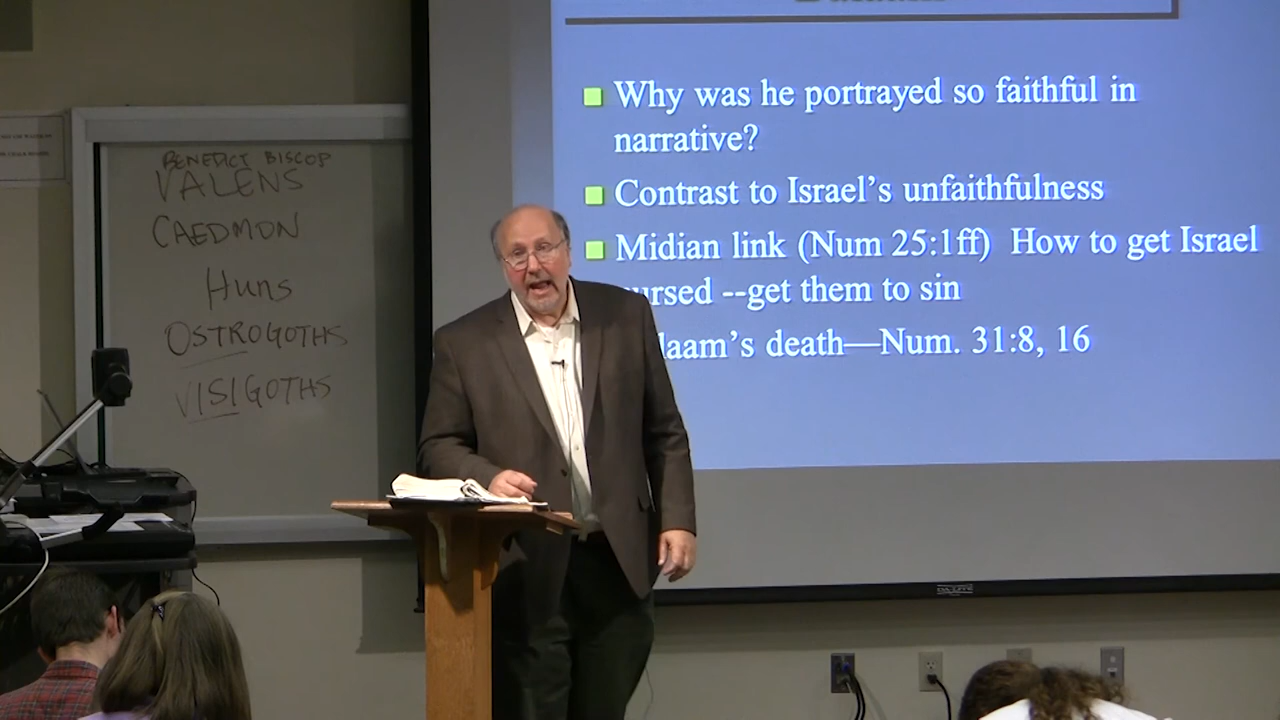 BENEDICT BISCOP
VALENS
CAEDMON
Huns
OSTROGOTHS
VISIGOTHS
Why was he portrayed so faithful in
narrative?
Contrast to Israel's unfaithfulness
Midian link (Num 25:1ff) How to get Israel
ursed --get them to sin
laam's death—Num. 31:8, 16
DA-LITE